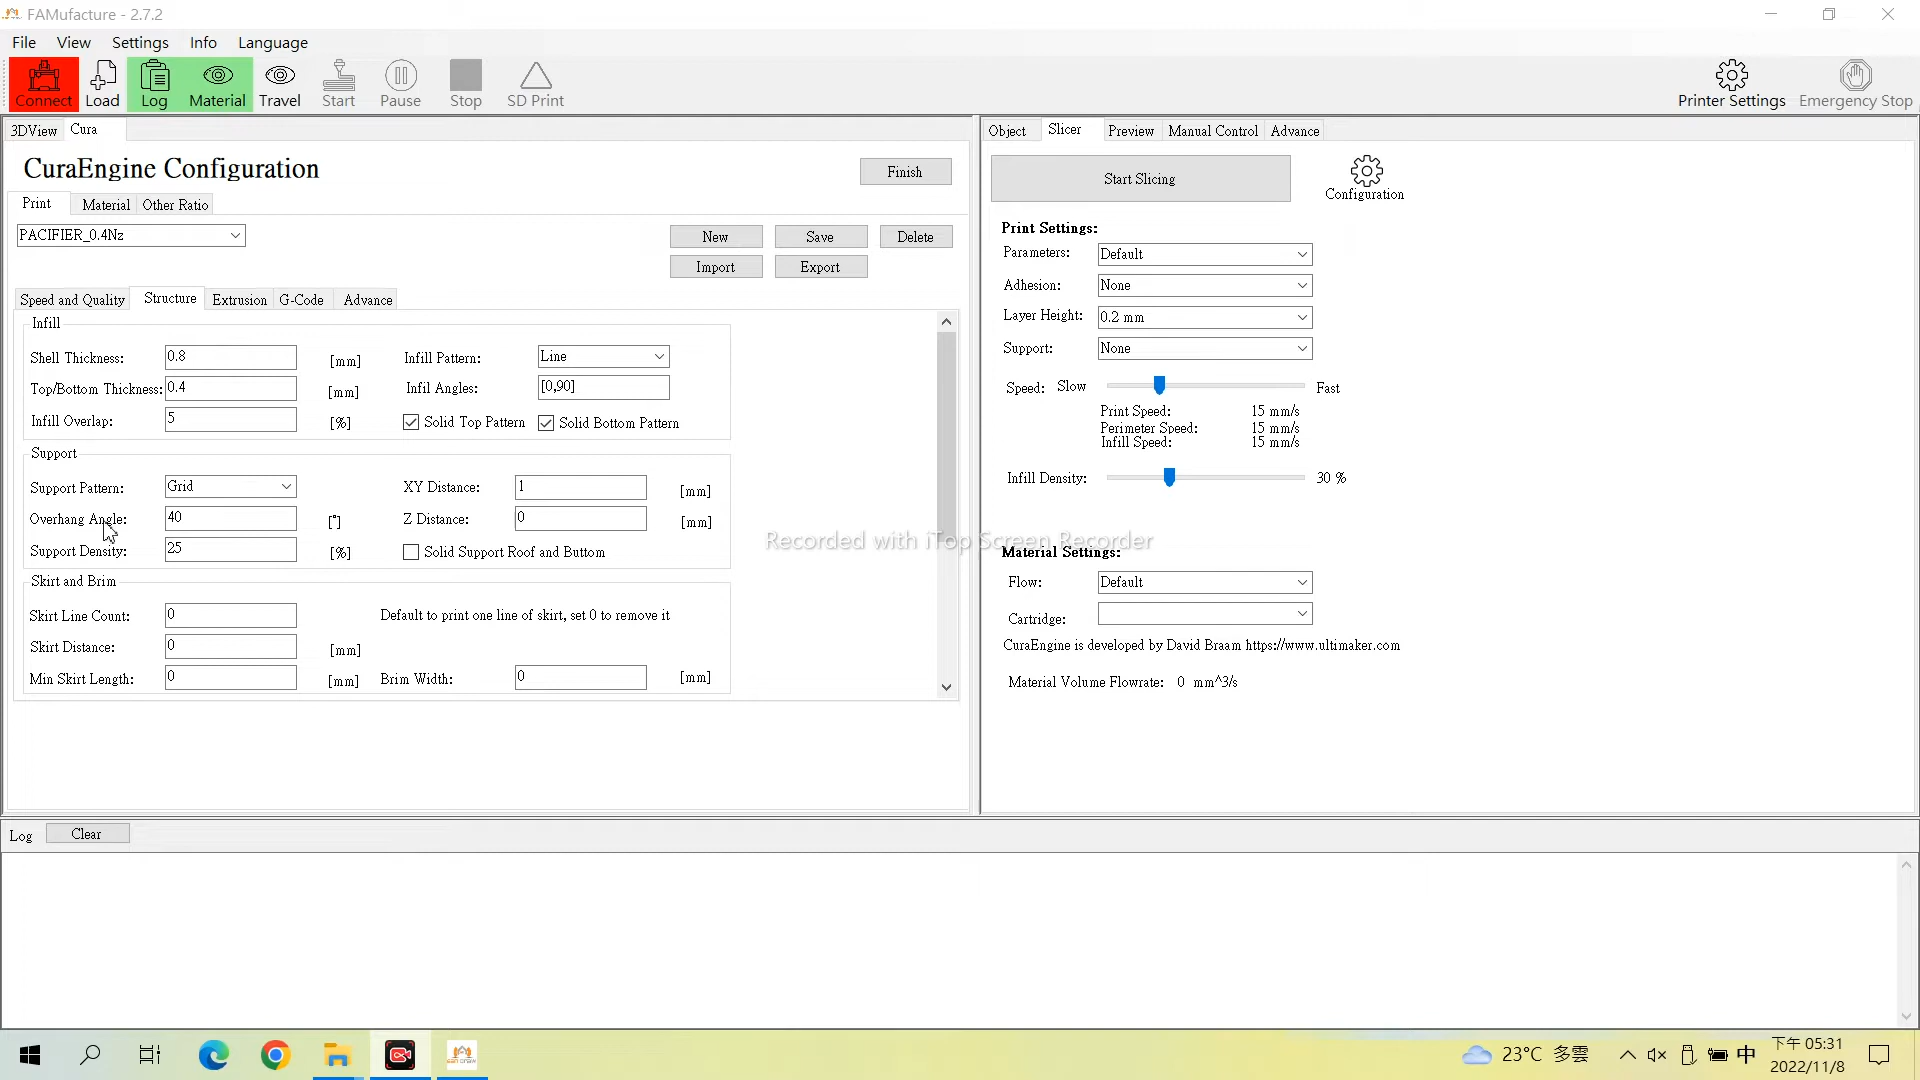 FAMufacture - 2.7.2
File View Settings Info Language
Connect Load Log Material Travel Start Pause Stop SD Print Printer Settings Emergency Stop
3DView Cura
CuraEngine Configuration
Finish
Print Material Other Ratio
PACIFIER_0.4Nz
New Save Delete
Import Export
Speed and Quality Structure Extrusion G-Code Advance
Infill
Shell Thickness: 0.8 [mm] Infill Pattern: Line
Top/Bottom Thickness: 0.4 [mm] Infil Angles: [0,90]
Infill Overlap: 5 [%] Solid Top Pattern Solid Bottom Pattern
Support
Support Pattern: Grid XY Distance: 1 [mm]
Overhang Angle: 40 [°] Z Distance: 0 [mm]
Support Density: 25 [%] Solid Support Roof and Buttom
Skirt and Brim
Skirt Line Count: 0 Default to print one line of skirt, set 0 to remove it
Skirt Distance: 0 [mm]
Min Skirt Length: 0 [mm] Brim Width: 0 [mm]
Object Slicer Preview Manual Control Advance
Start Slicing
Configuration
Print Settings:
Parameters: Default
Adhesion: None
Layer Height: 0.2 mm
Support: None
Speed: Slow Fast
Print Speed: 15 mm/s
Perimeter Speed: 15 mm/s
Infill Speed: 15 mm/s
Infill Density: 30 %
Recorded with iTop Screen Recorder
Material Settings:
Flow: Default
Cartridge:
CuraEngine is developed by David Braam https://www.ultimaker.com
Material Volume Flowrate: 0 mm^3/s
Log Clear
23°C 多雲 中 下午 05:31
2022/11/8